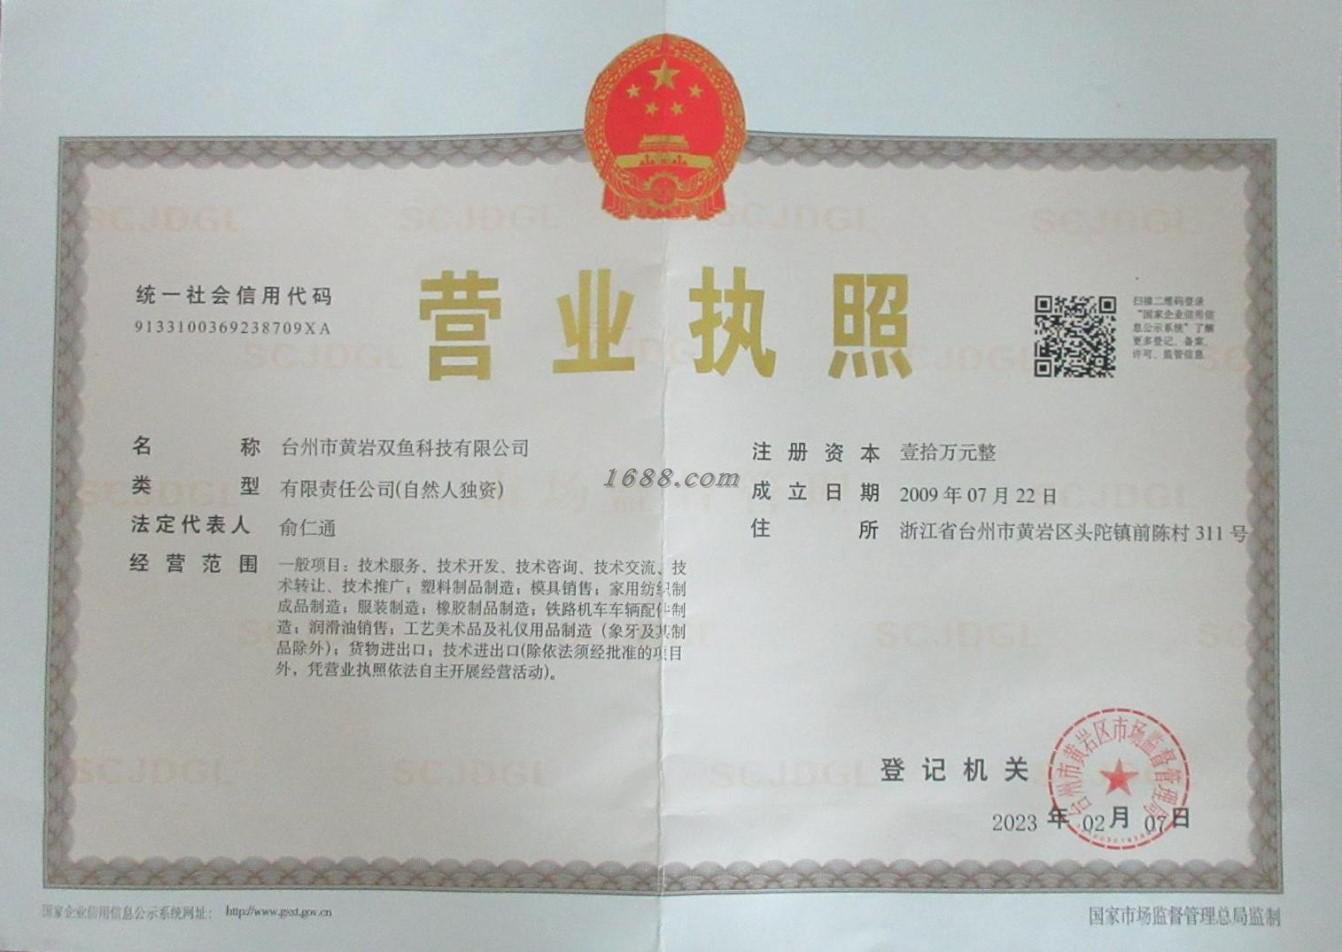 统一社会信用代码
9133100369238709XA
营业执照
扫描二维码登录
“国家企业信用信
息公示系统”了解
更多登记、备案、
许可、监管信息
名 称 台州市黄岩双鱼科技有限公司
类 型 有限责任公司(自然人独资)
法定代表人 俞仁通
经营范围 一般项目：技术服务、技术开发、技术咨询、技术交流、技
术转让、技术推广；塑料制品制造；模具销售；家用纺织制
成品制造；服装制造；橡胶制品制造；铁路机车车辆配件制
造；润滑油销售；工艺美术品及礼仪用品制造（象牙及其制
品除外）；货物进出口；技术进出口(除依法须经批准的项目
外，凭营业执照依法自主开展经营活动)。
注册资本 壹拾万元整
成立日期 2009年07月22日
住 所 浙江省台州市黄岩区头陀镇前陈村311号
1688.com
登记机关
台州市黄岩区市场监督管理局
2023年02月07日
国家企业信用信息公示系统网址： http://www.gsxt.gov.cn
国家市场监督管理总局监制